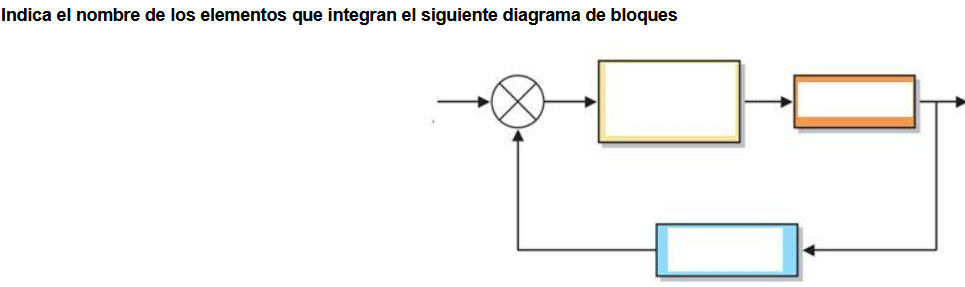 Indica el nombre de los elementos que integran el siguiente diagrama de bloques